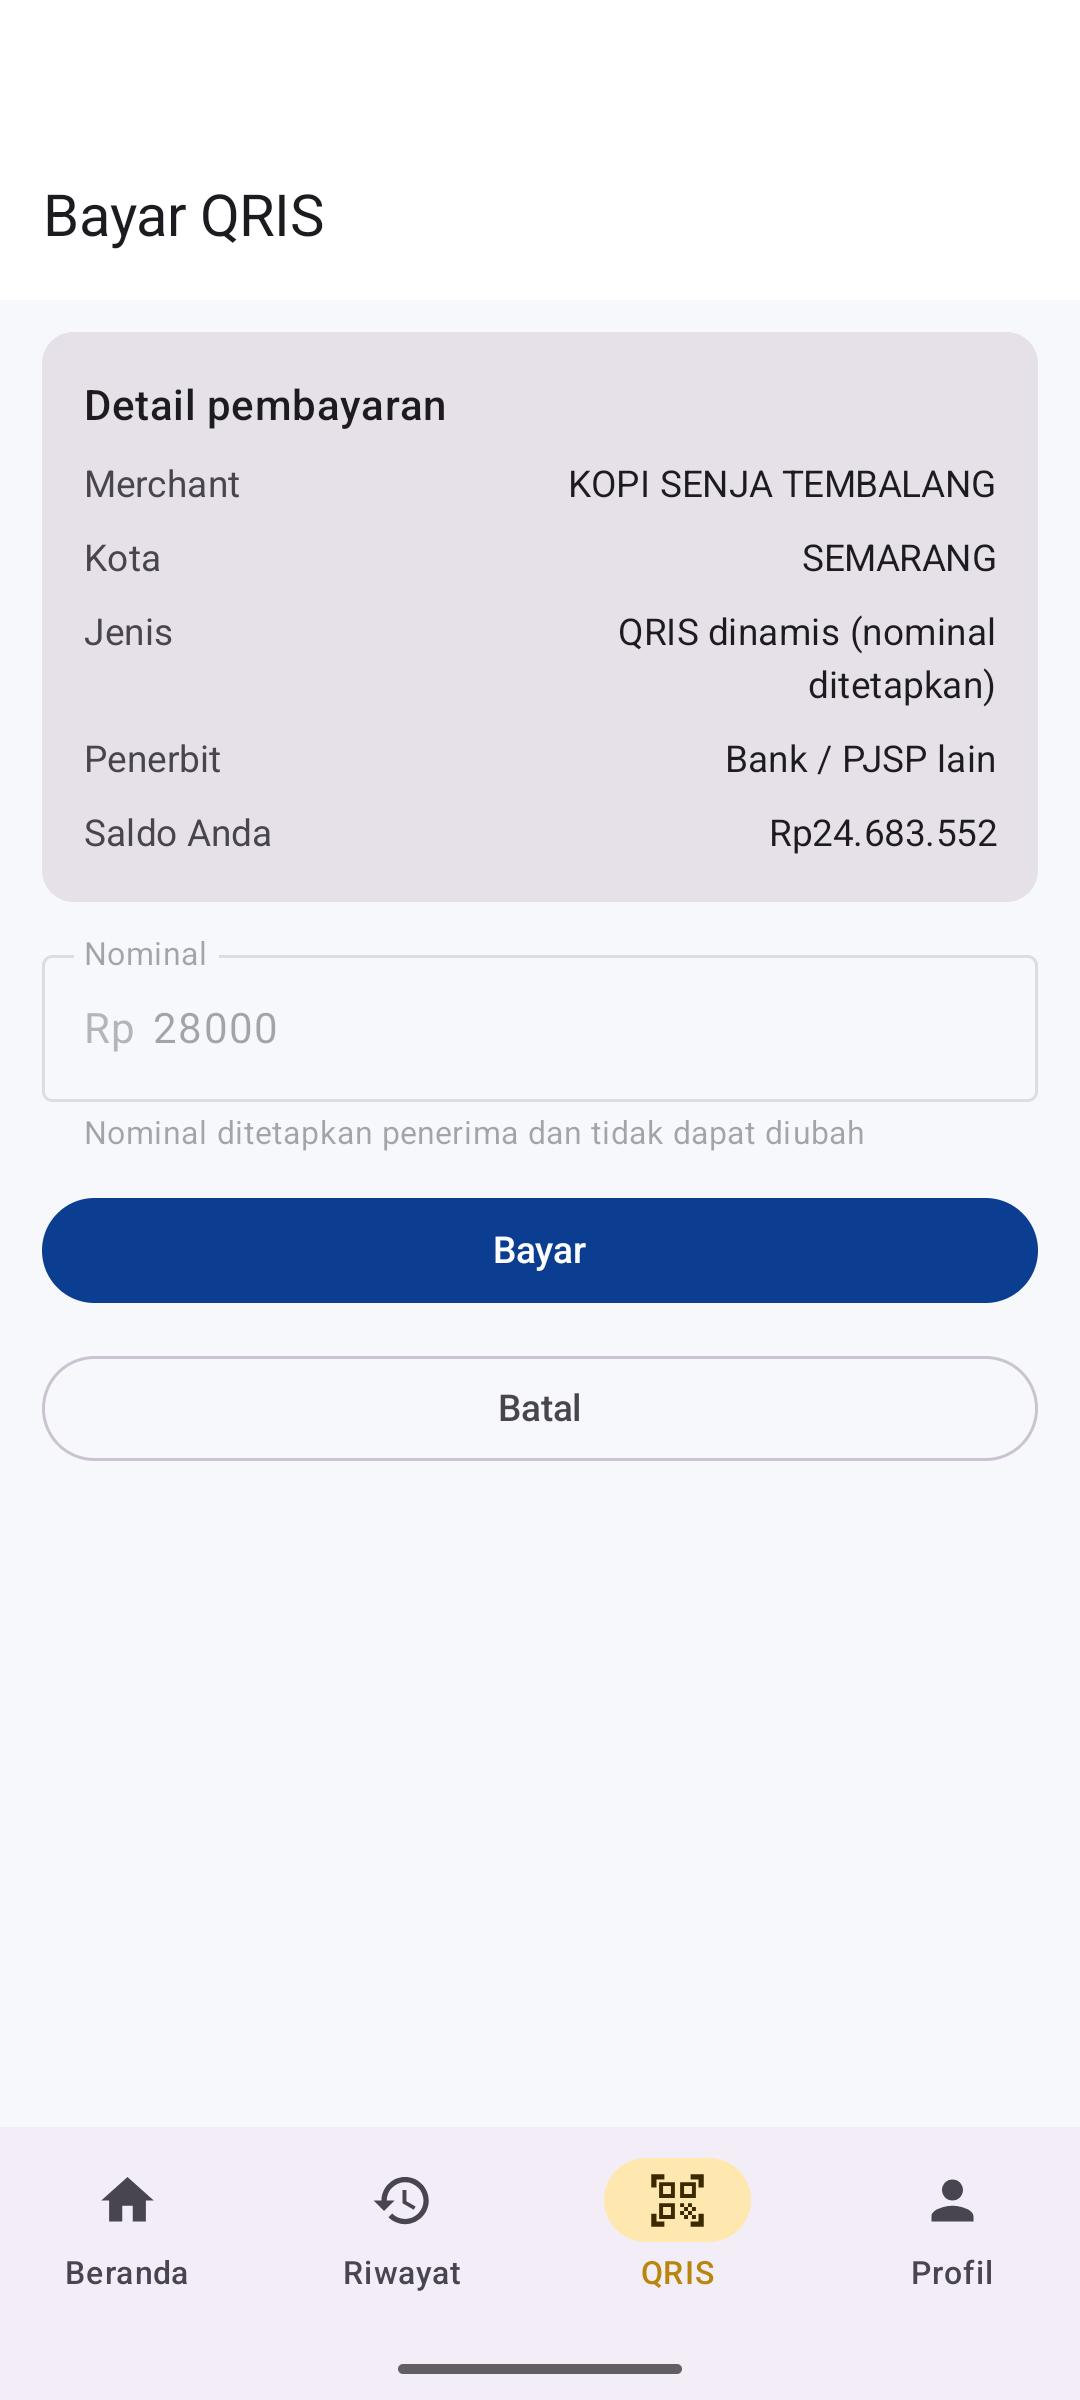 Bayar QRIS
Detail pembayaran
Merchant KOPI SENJA TEMBALANG
Kota SEMARANG
Jenis QRIS dinamis (nominal
ditetapkan)
Penerbit Bank / PJSP lain
Saldo Anda Rp24.683.552
Nominal
Rp 28000
Nominal ditetapkan penerima dan tidak dapat diubah
Bayar
Batal
Beranda Riwayat QRIS Profil